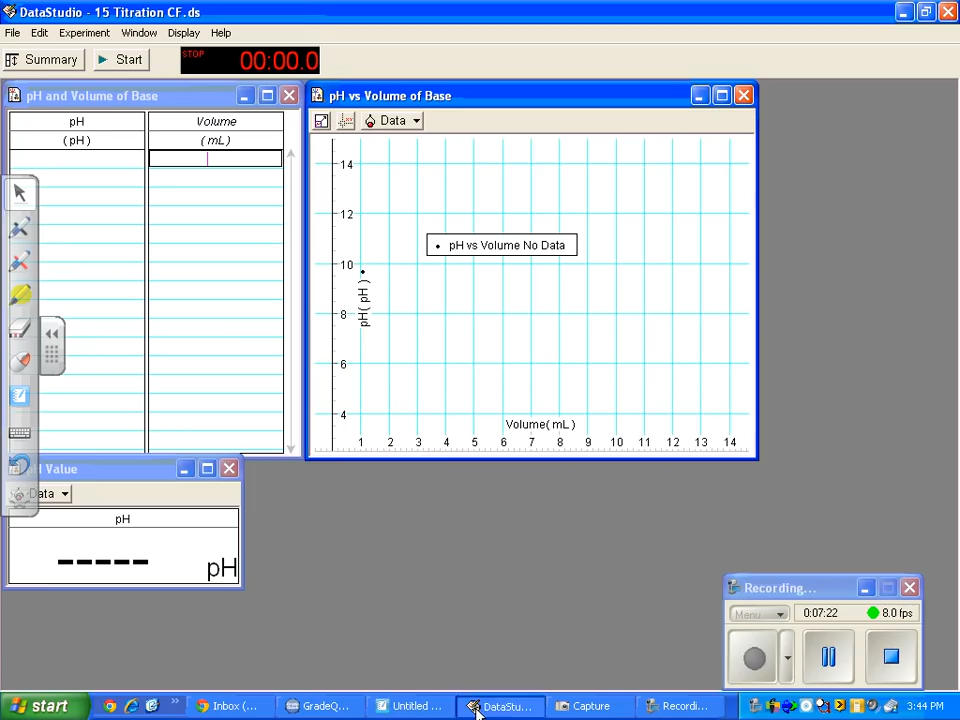 DataStudio - 15 Titration CF.ds
File Edit Experiment Window Display Help
Summary Start STOP 00:00.0
pH and Volume of Base
pH Volume
(pH) (mL)
pH vs Volume of Base
Data
14
12
10
8
6
4
pH vs Volume No Data
pH( pH )
Volume( mL )
1 2 3 4 5 6 7 8 9 10 11 12 13 14
Value
Data
pH
----- pH
Recording...
Menu 0:07:22 8.0 fps
start Inbox (... GradeQ... Untitled ... DataStu... Capture Recordi... 3:44 PM